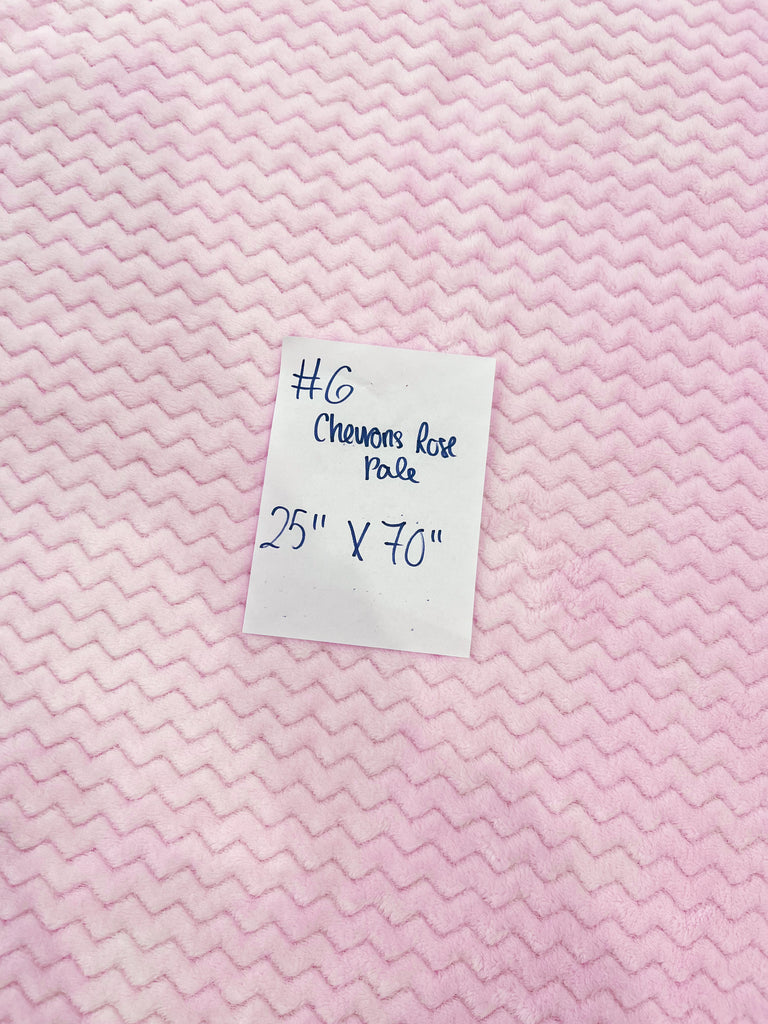 #6
Chevrons Rose
Pale
25" X 70"